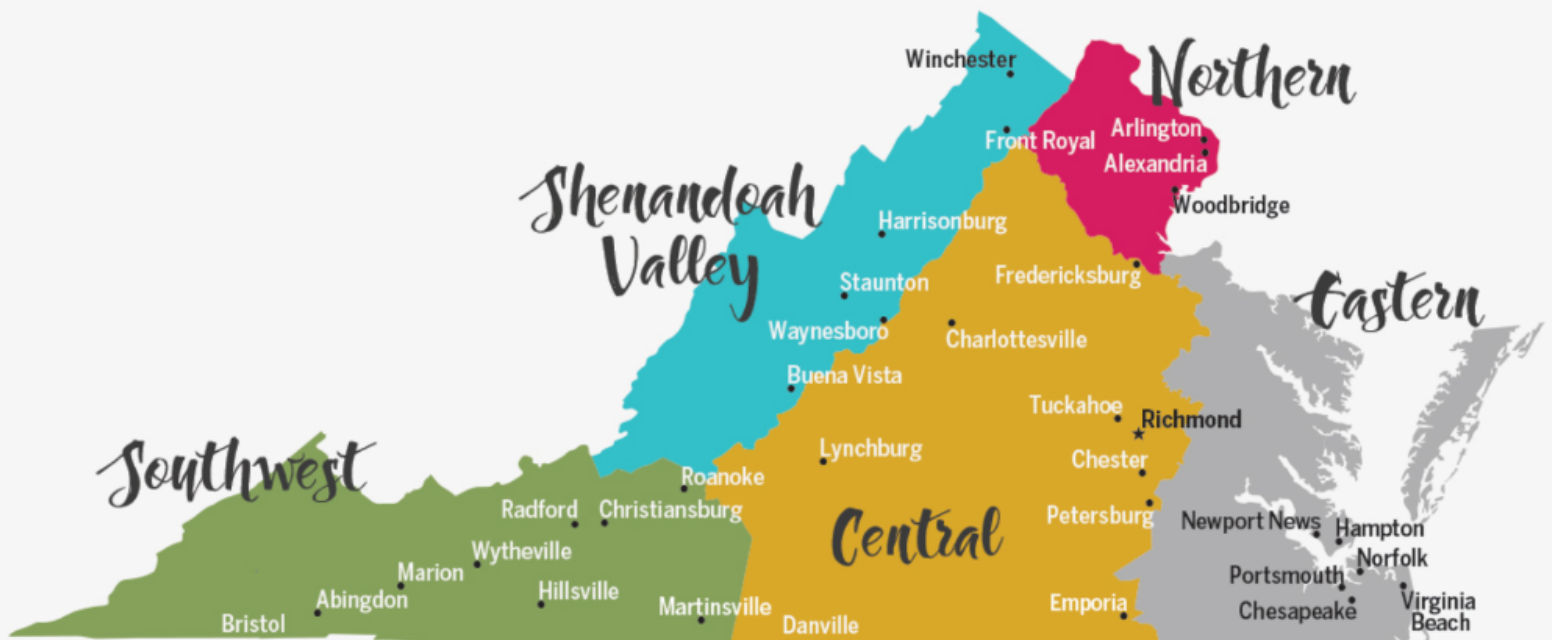 Winchester
Northern
Front Royal
Arlington
Alexandria
Woodbridge
Shenandoah
Valley
Harrisonburg
Staunton
Waynesboro
Buena Vista
Fredericksburg
Charlottesville
Eastern
Tuckahoe
Richmond
Lynchburg
Chester
Petersburg
Central
Southwest
Roanoke
Radford
Christiansburg
Wytheville
Marion
Abingdon
Hillsville
Bristol
Martinsville
Danville
Emporia
Newport News
Hampton
Norfolk
Portsmouth
Chesapeake
Virginia
Beach